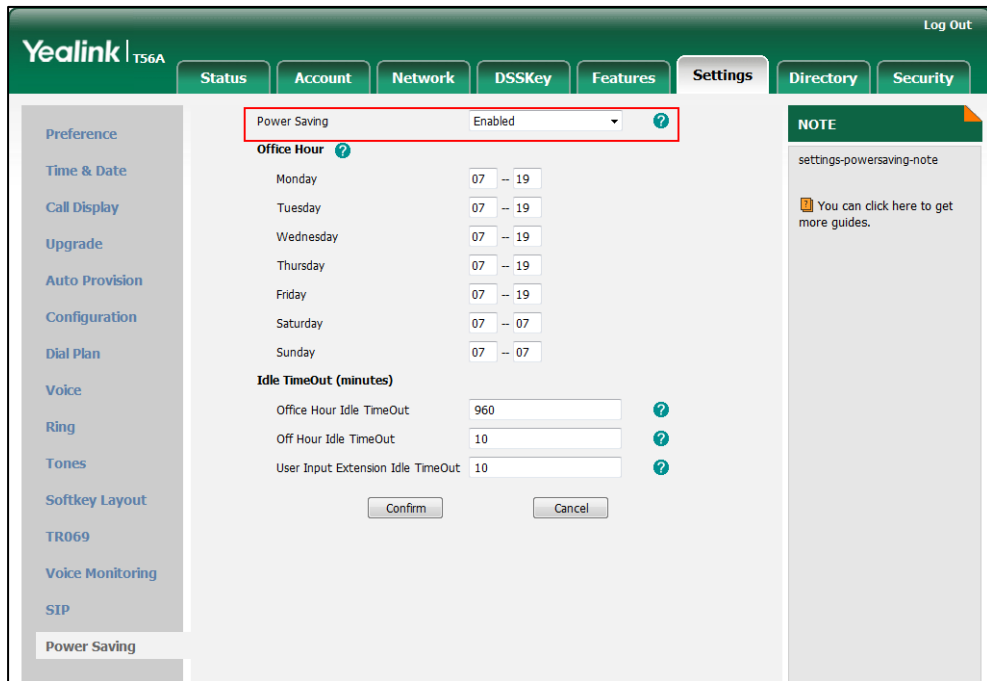 Log Out
Yealink | T56A
Status Account Network DSSKey Features Settings Directory Security
Preference
Time & Date
Call Display
Upgrade
Auto Provision
Configuration
Dial Plan
Voice
Ring
Tones
Softkey Layout
TR069
Voice Monitoring
SIP
Power Saving
Power Saving Enabled ?
Office Hour ?
Monday 07 -- 19
Tuesday 07 -- 19
Wednesday 07 -- 19
Thursday 07 -- 19
Friday 07 -- 19
Saturday 07 -- 07
Sunday 07 -- 07
Idle TimeOut (minutes)
Office Hour Idle TimeOut 960 ?
Off Hour Idle TimeOut 10 ?
User Input Extension Idle TimeOut 10 ?
Confirm Cancel
NOTE
settings-powersaving-note
? You can click here to get
more guides.